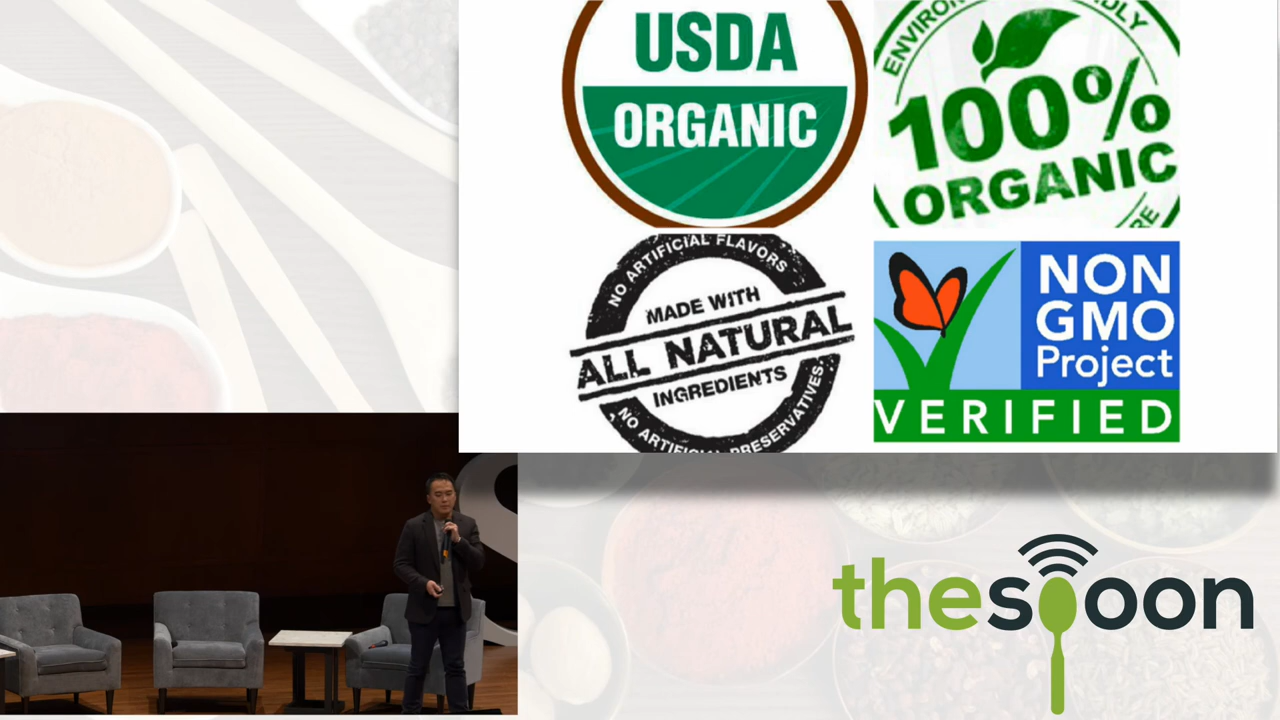 USDA
ORGANIC
100%
ORGANIC
NO ARTIFICIAL FLAVORS
MADE WITH
ALL NATURAL
INGREDIENTS
NO ARTIFICIAL PRESERVATIVES
NON
GMO
Project
VERIFIED
thespoon